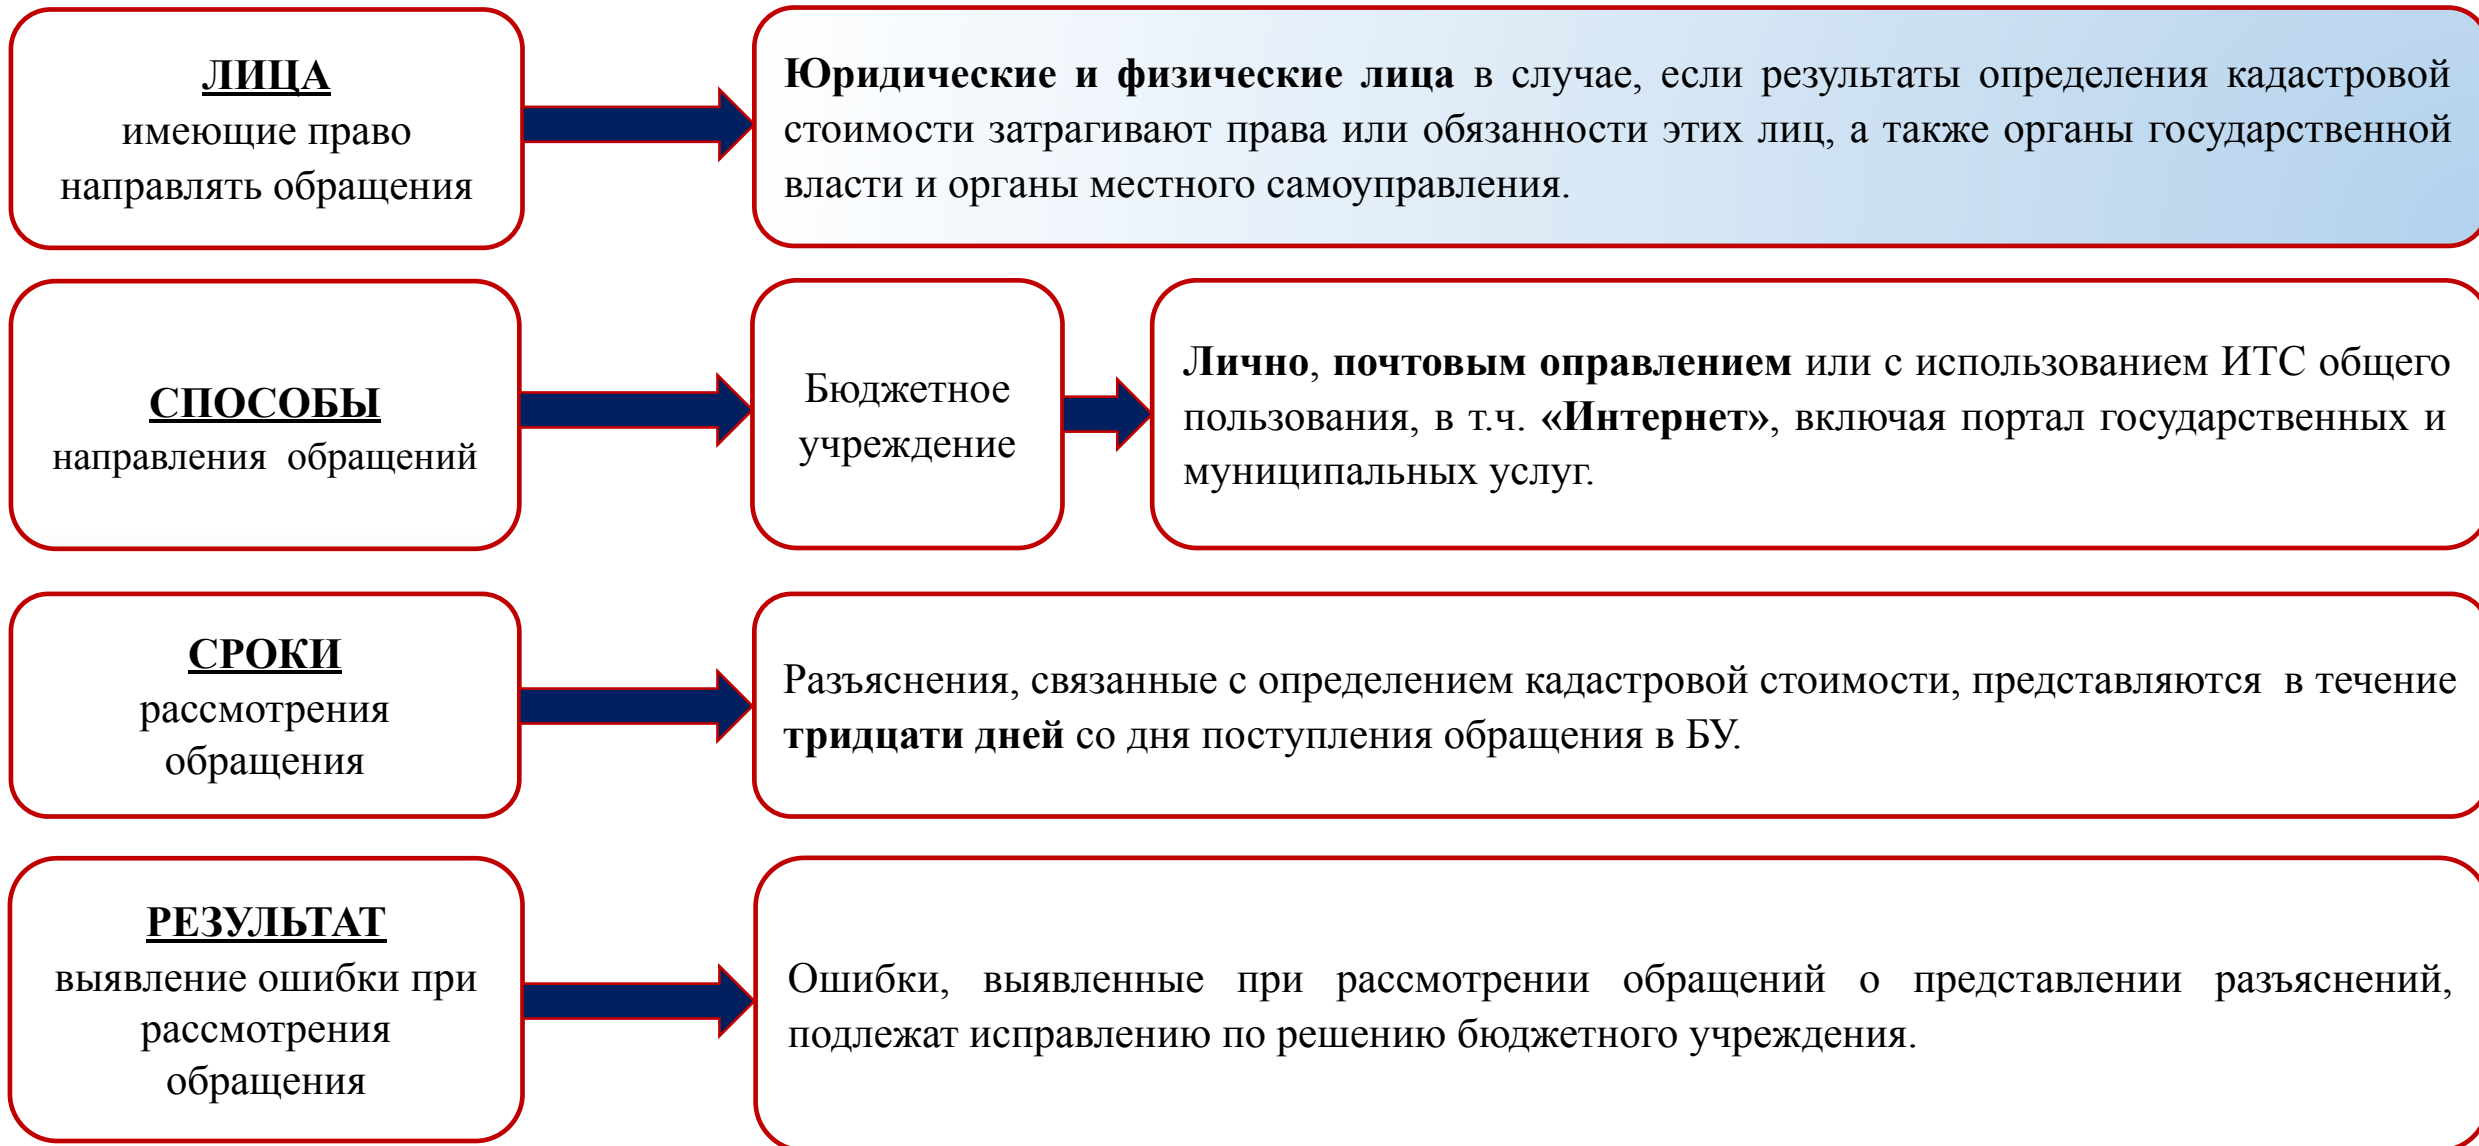 ЛИЦА
имеющие право
направлять обращения
Юридические и физические лица в случае, если результаты определения кадастровой
стоимости затрагивают права или обязанности этих лиц, а также органы государственной
власти и органы местного самоуправления.
СПОСОБЫ
направления обращений
Бюджетное
учреждение
Лично, почтовым оправлением или с использованием ИТС общего
пользования, в т.ч. «Интернет», включая портал государственных и
муниципальных услуг.
СРОКИ
рассмотрения
обращения
Разъяснения, связанные с определением кадастровой стоимости, представляются в течение
тридцати дней со дня поступления обращения в БУ.
РЕЗУЛЬТАТ
выявление ошибки при
рассмотрения
обращения
Ошибки, выявленные при рассмотрении обращений о представлении разъяснений,
подлежат исправлению по решению бюджетного учреждения.